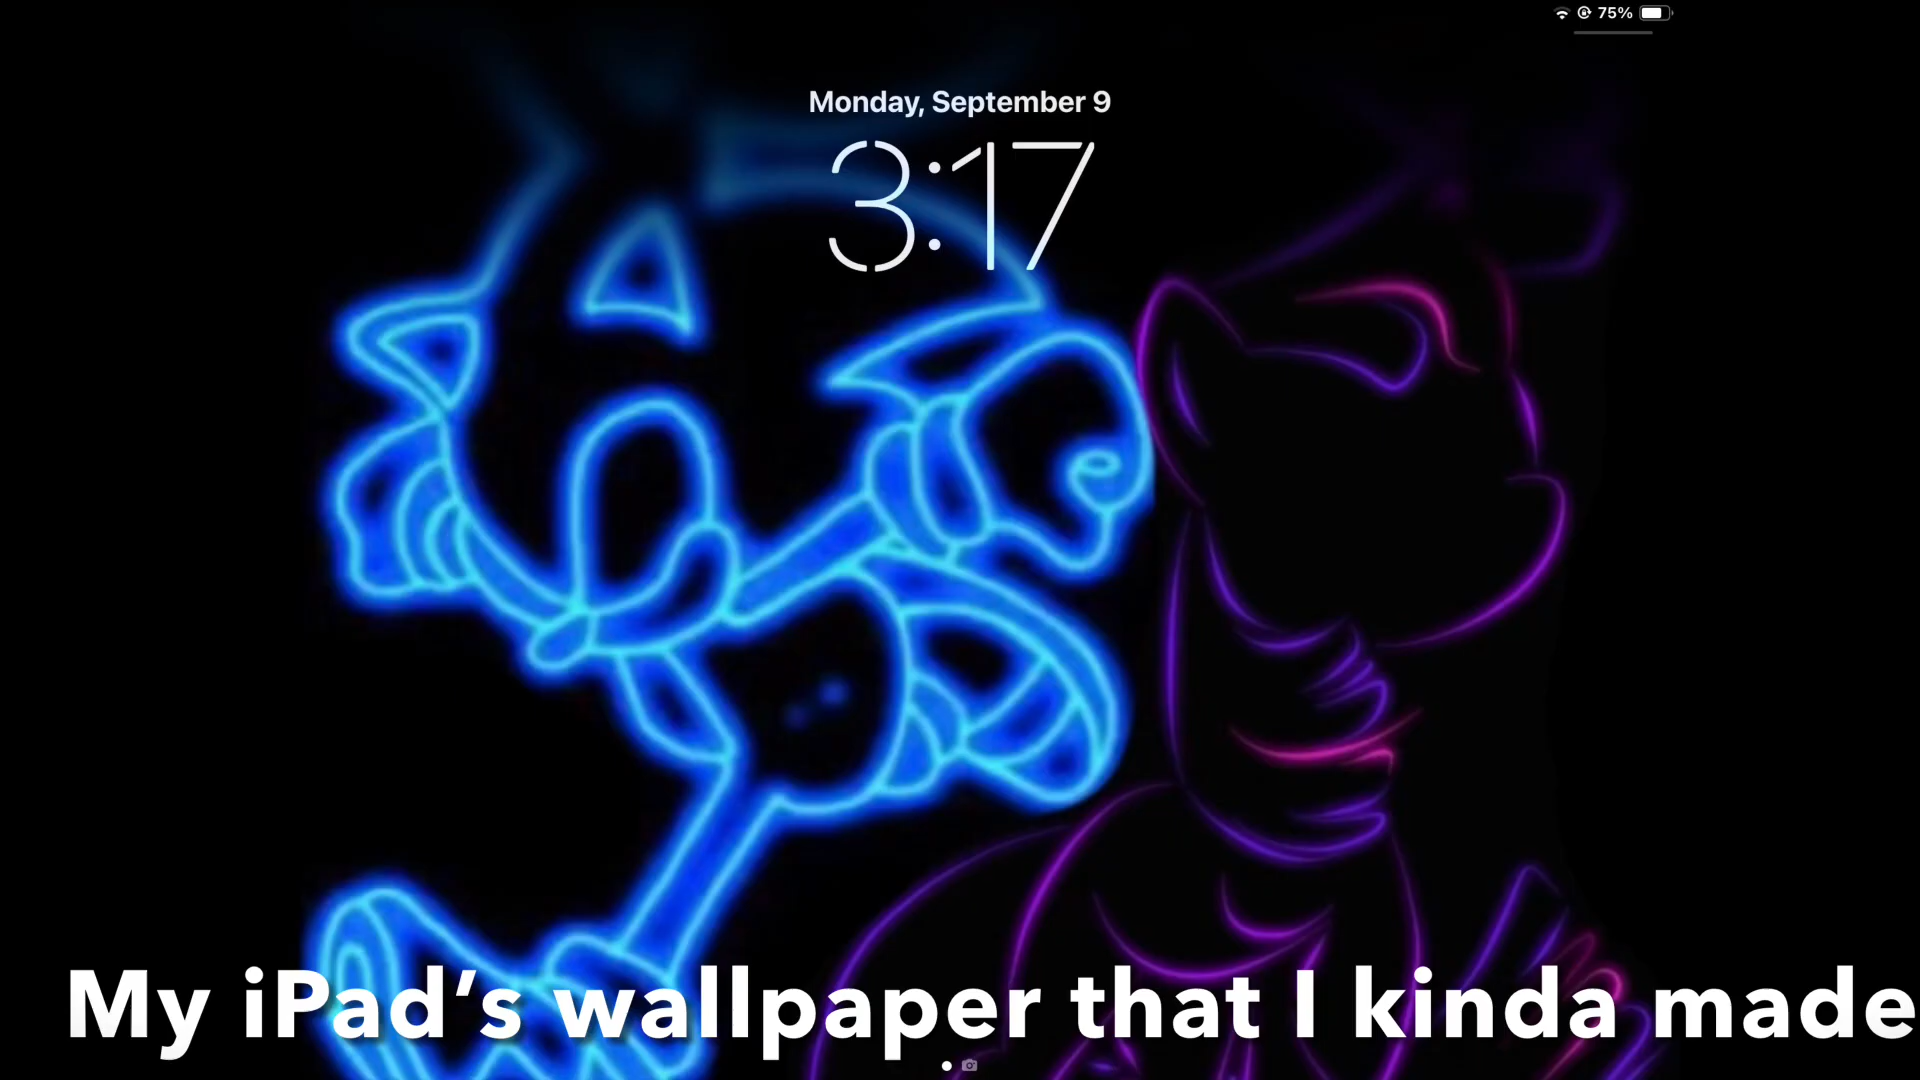 75%
Monday, September 9
3:17
My iPad’s wallpaper that I kinda made